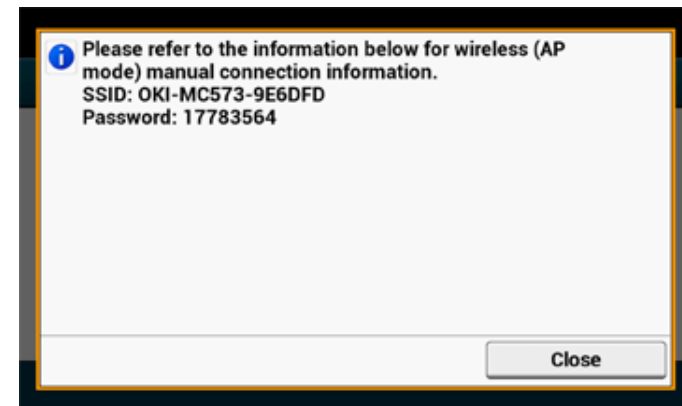 Please refer to the information below for wireless (AP
mode) manual connection information.
SSID: OKI-MC573-9E6DFD
Password: 17783564
Close